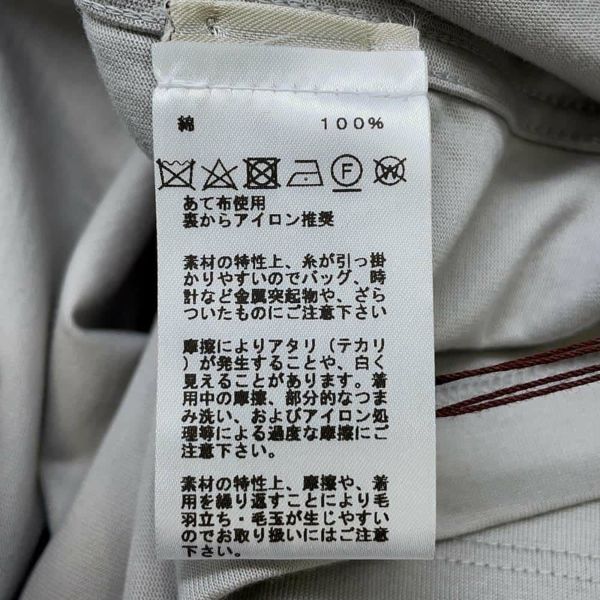 綿 100%
F W
あて布使用
裏からアイロン推奨
素材の特性上、糸が引っ掛
かりやすいのでバッグ、時
計など金属突起物や、ざら
ついたものにご注意下さい
摩擦によりアタリ(テカリ
)が発生することや、白く
見えることがあります。着
用中の摩擦、部分的なつま
み洗い、およびアイロン処
理等による過度な摩擦にご
注意下さい。
素材の特性上、摩擦や、着
用を繰り返すことにより毛
羽立ち・毛玉が生じやすい
のでお取り扱いにはご注意
下さい。